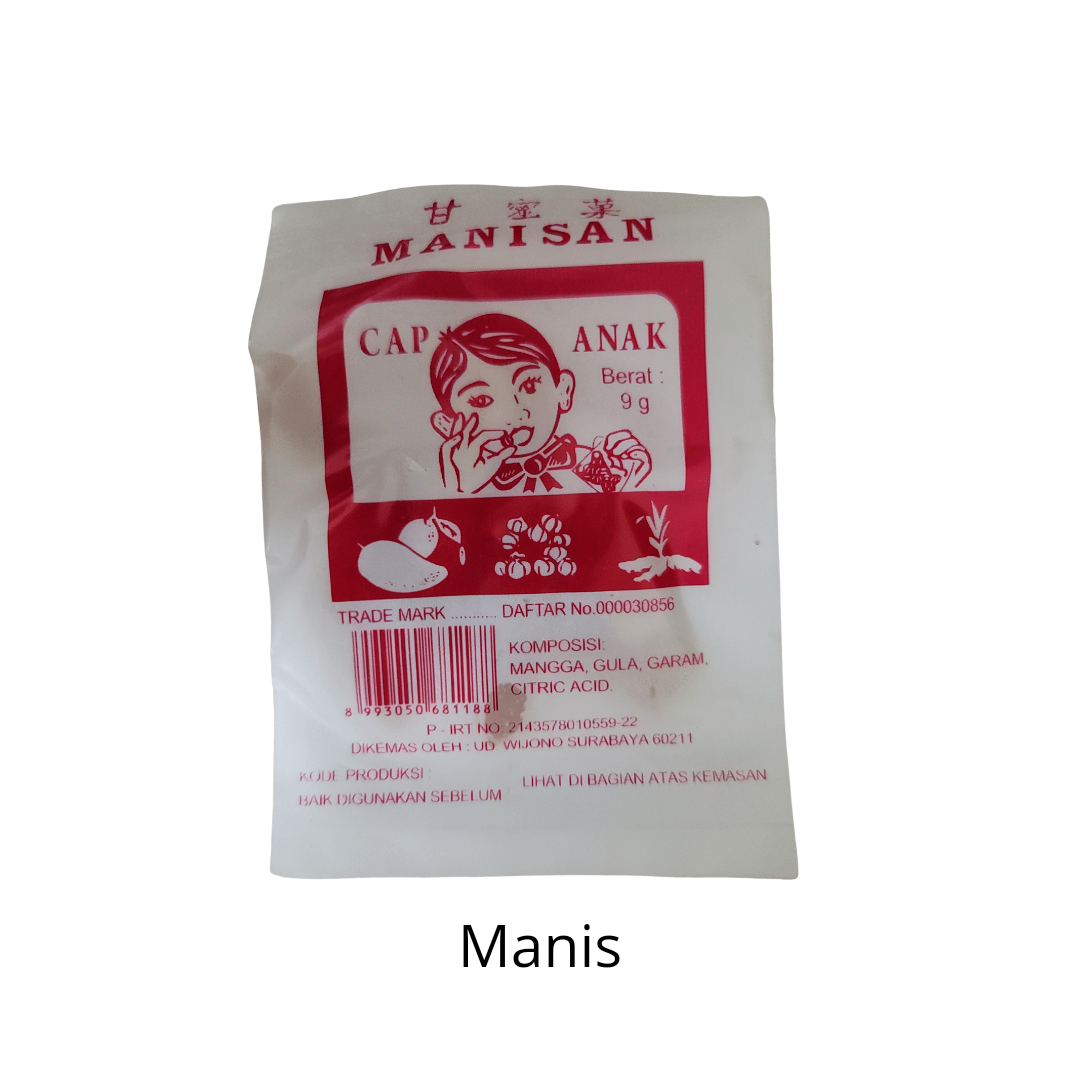 甘蜜菓
MANISAN
CAP ANAK
Berat :
9 g
TRADE MARK ........... DAFTAR No.000030856
KOMPOSISI:
MANGGA, GULA, GARAM,
CITRIC ACID.
8 993050 681188
P - IRT NO: 2143578010559-22
DIKEMAS OLEH : UD WIJONO SURABAYA 60211
KODE PRODUKSI :
LIHAT DI BAGIAN ATAS KEMASAN
BAIK DIGUNAKAN SEBELUM
Manis